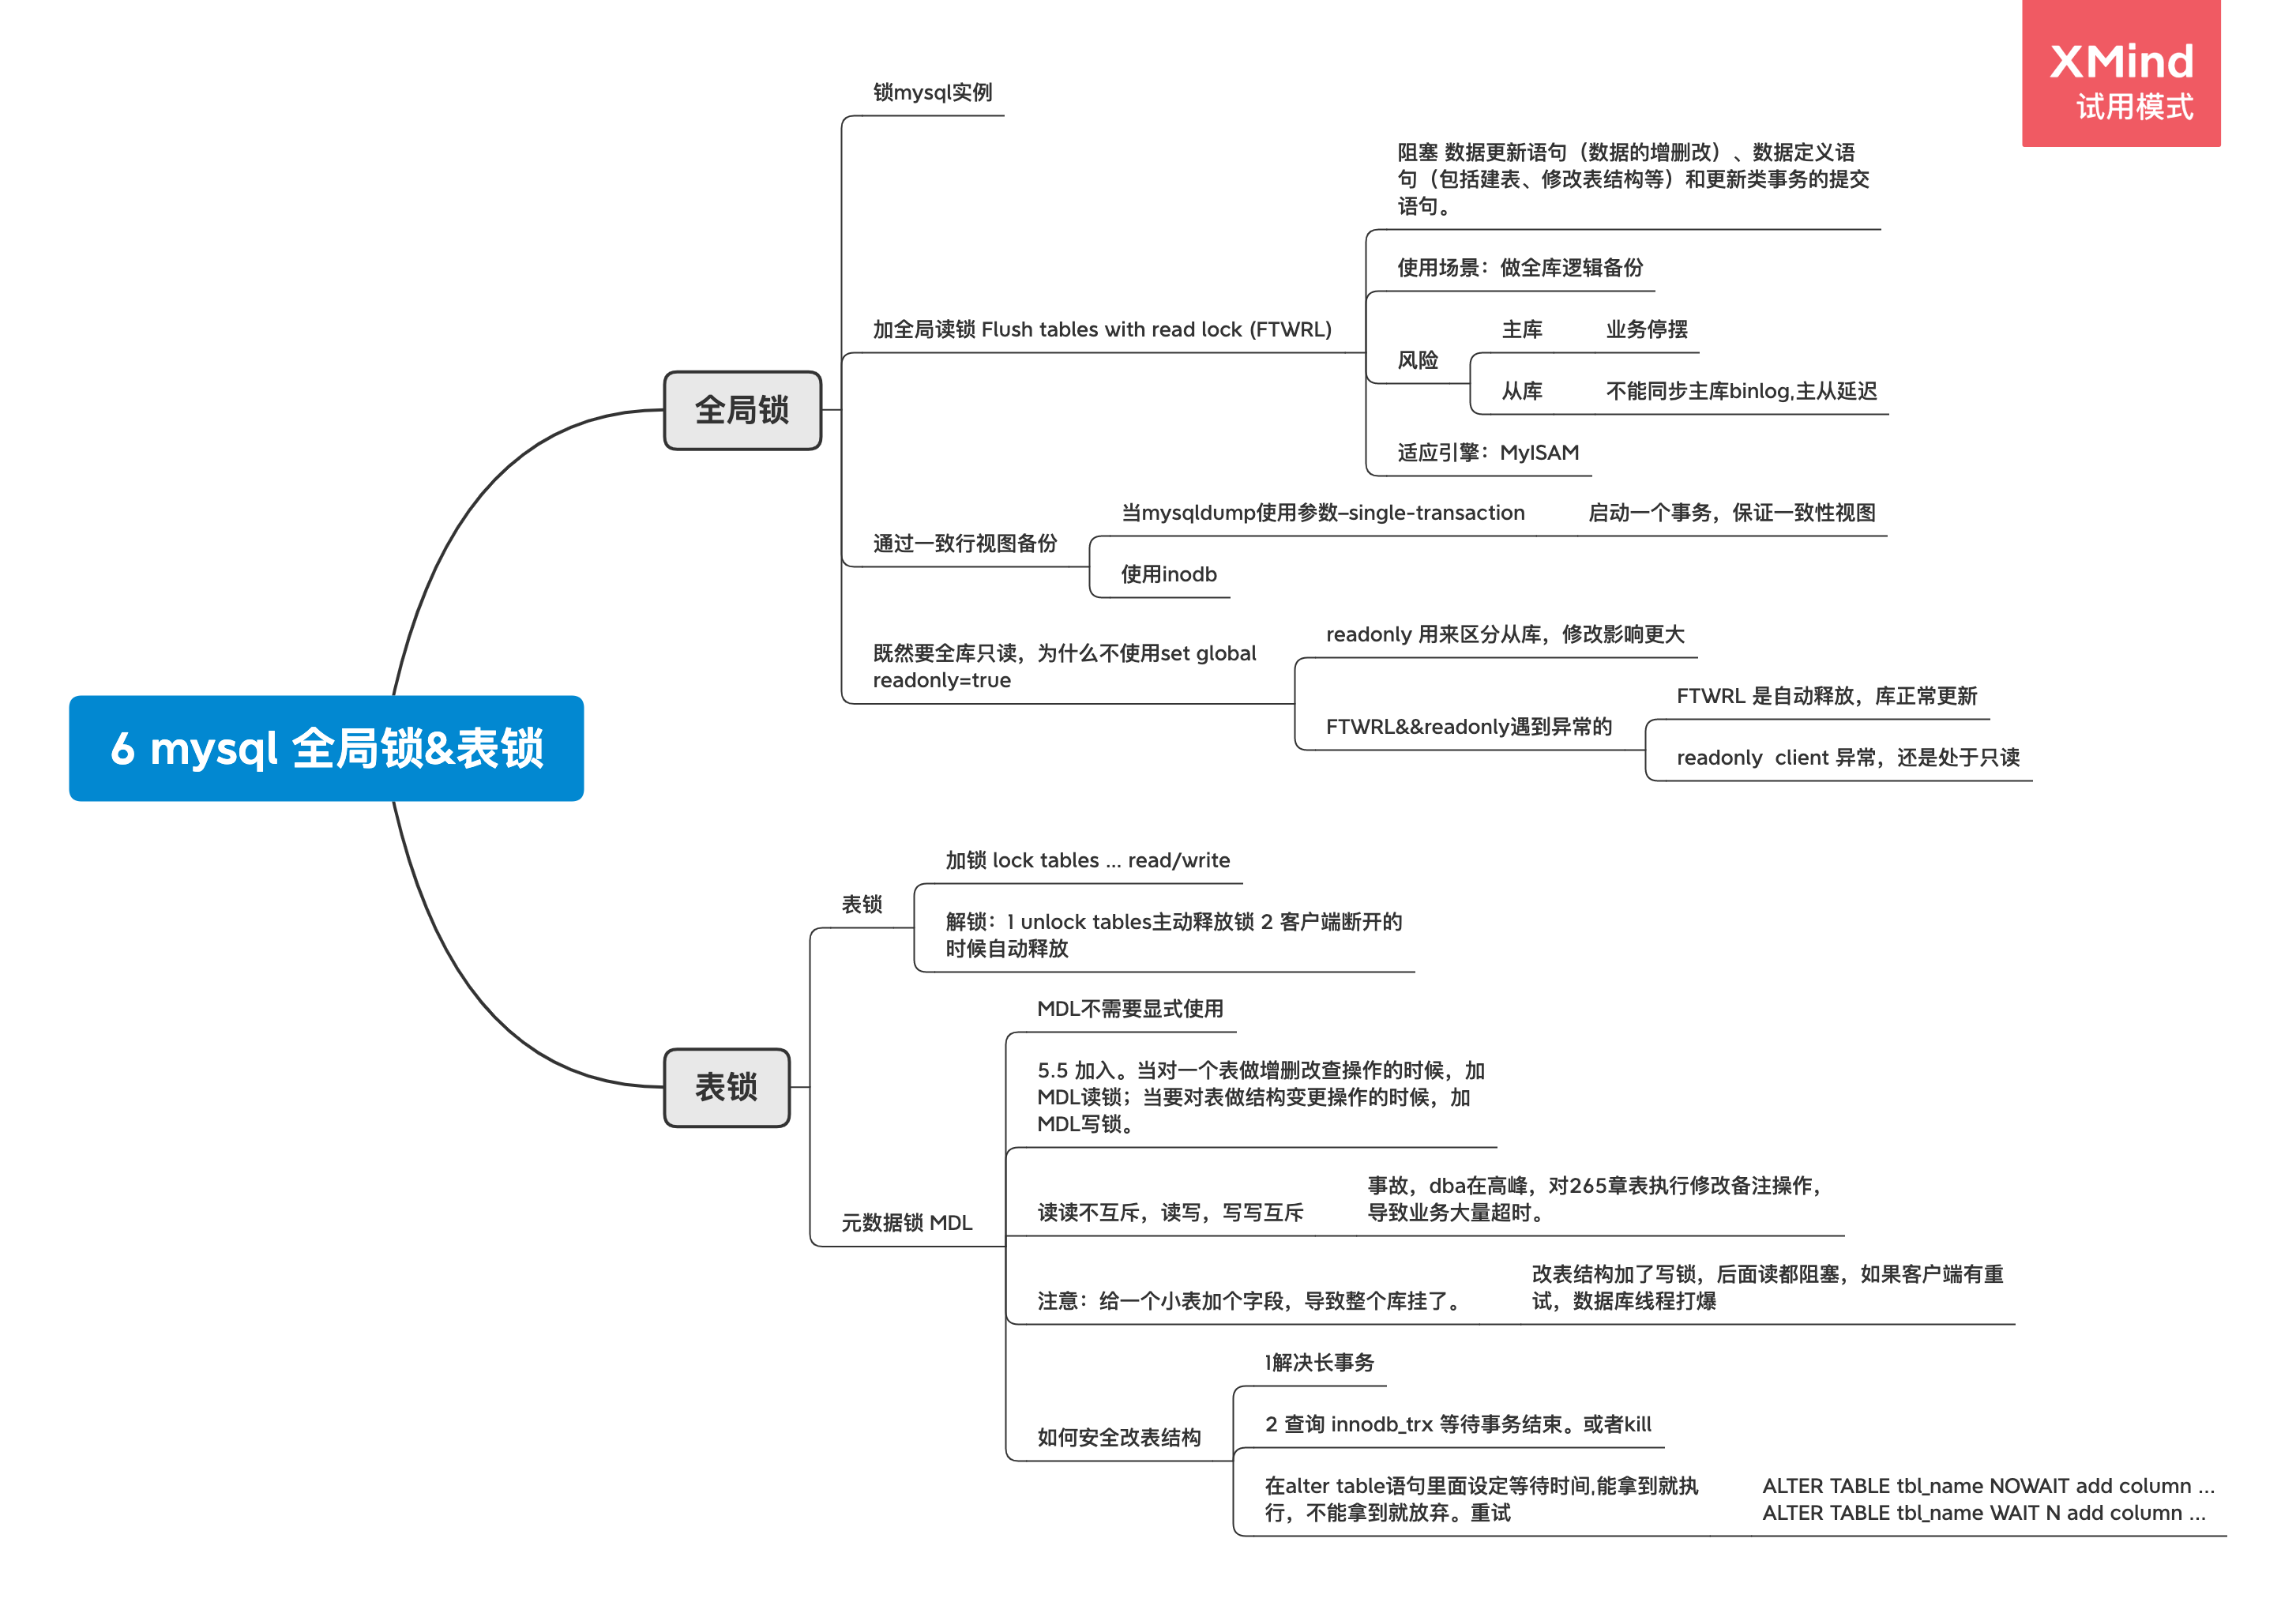 XMind
试用模式
6 mysql 全局锁&表锁
全局锁
锁mysql实例
加全局读锁 Flush tables with read lock (FTWRL)
阻塞 数据更新语句（数据的增删改）、数据定义语
句（包括建表、修改表结构等）和更新类事务的提交
语句。
使用场景：做全库逻辑备份
风险
主库
业务停摆
从库
不能同步主库binlog,主从延迟
适应引擎：MyISAM
通过一致行视图备份
当mysqldump使用参数–single-transaction
启动一个事务，保证一致性视图
使用inodb
既然要全库只读，为什么不使用set global
readonly=true
readonly 用来区分从库，修改影响更大
FTWRL&&readonly遇到异常的
FTWRL 是自动释放，库正常更新
readonly  client 异常，还是处于只读
表锁
表锁
加锁 lock tables … read/write
解锁：1 unlock tables主动释放锁 2 客户端断开的
时候自动释放
元数据锁 MDL
MDL不需要显式使用
5.5 加入。当对一个表做增删改查操作的时候，加
MDL读锁；当要对表做结构变更操作的时候，加
MDL写锁。
读读不互斥，读写，写写互斥
事故，dba在高峰，对265章表执行修改备注操作，
导致业务大量超时。
注意：给一个小表加个字段，导致整个库挂了。
改表结构加了写锁，后面读都阻塞，如果客户端有重
试，数据库线程打爆
如何安全改表结构
1解决长事务
2 查询 innodb_trx 等待事务结束。或者kill
在alter table语句里面设定等待时间,能拿到就执
行，不能拿到就放弃。重试
ALTER TABLE tbl_name NOWAIT add column ...
ALTER TABLE tbl_name WAIT N add column ...